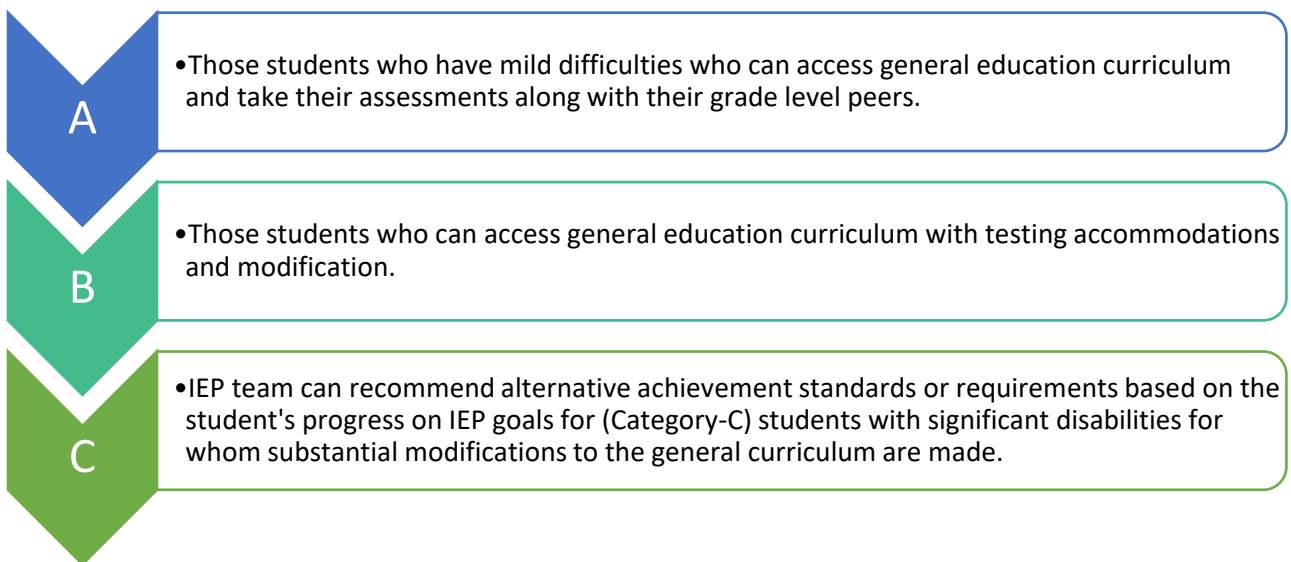 A
•Those students who have mild difficulties who can access general education curriculum
and take their assessments along with their grade level peers.
B
•Those students who can access general education curriculum with testing accommodations
and modification.
C
•IEP team can recommend alternative achievement standards or requirements based on the
student's progress on IEP goals for (Category-C) students with significant disabilities for
whom substantial modifications to the general curriculum are made.